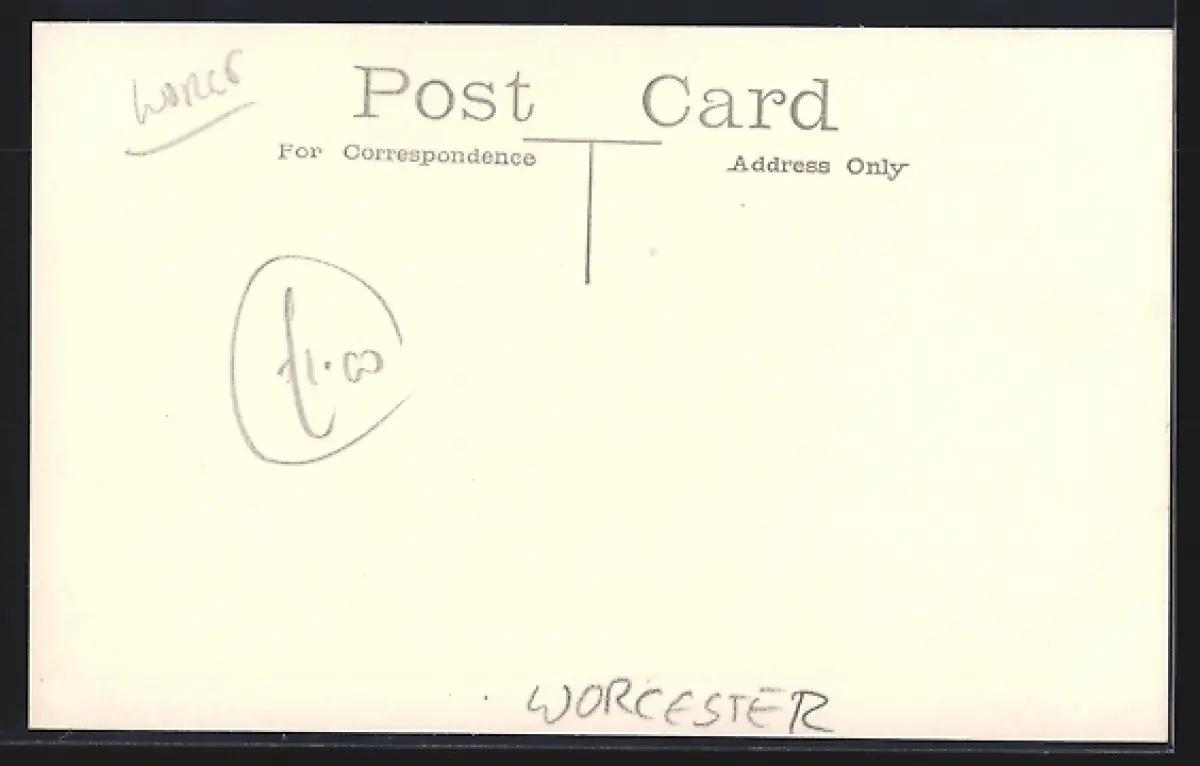 Worcs
Post Card
For Correspondence
Address Only
£1.00
WORCESTER